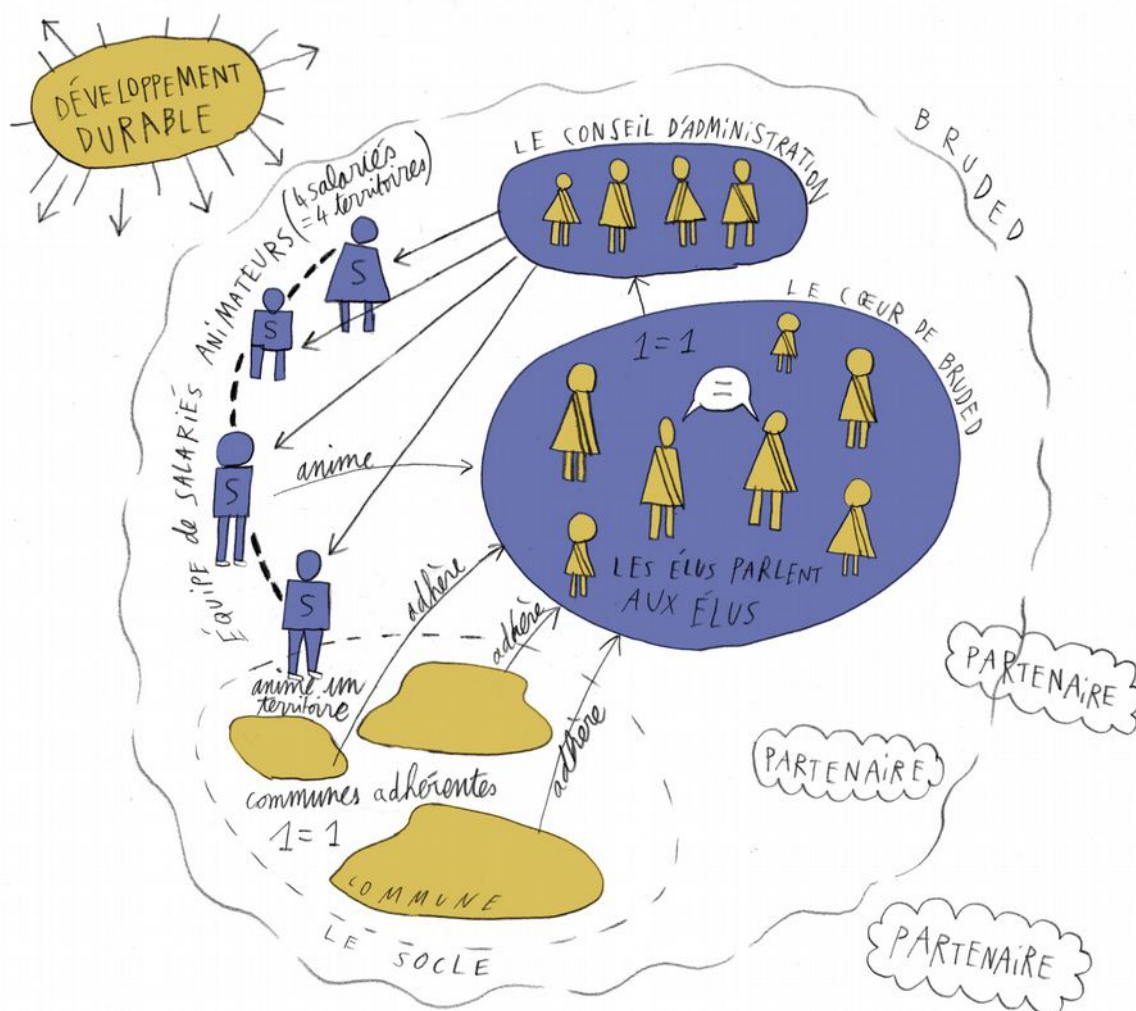 DÉVELOPPEMENT
DURABLE
BRUDED
LE CONSEIL D'ADMINISTRATION
ÉQUIPE de SALARIÉS ANIMATEURS (4 salariés
= 4 territoires)
S
S
S
S
LE CŒUR DE BRUDED
1=1
=
LES ÉLUS PARLENT
AUX ÉLUS
anime
adhère
adhère
adhère
anime un
territoire
communes adhérentes
1=1
COMMUNE
LE SOCLE
PARTENAIRE
PARTENAIRE
PARTENAIRE